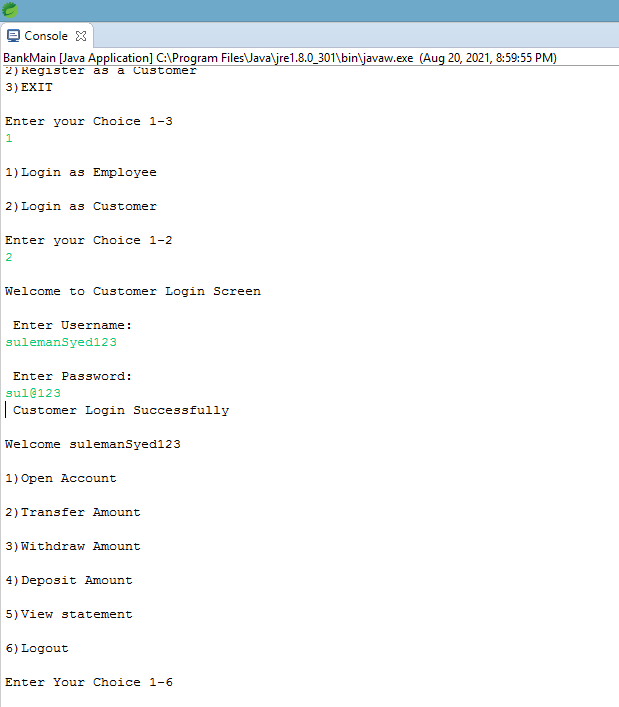 Console
BankMain [Java Application] C:\Program Files\Java\jre1.8.0_301\bin\javaw.exe (Aug 20, 2021, 8:59:55 PM)
2)Register as a Customer
3)EXIT
Enter your Choice 1-3
1
1)Login as Employee
2)Login as Customer
Enter your Choice 1-2
2
Welcome to Customer Login Screen
Enter Username:
sulemanSyed123
Enter Password:
sul@123
Customer Login Successfully
Welcome sulemanSyed123
1)Open Account
2)Transfer Amount
3)Withdraw Amount
4)Deposit Amount
5)View statement
6)Logout
Enter Your Choice 1-6